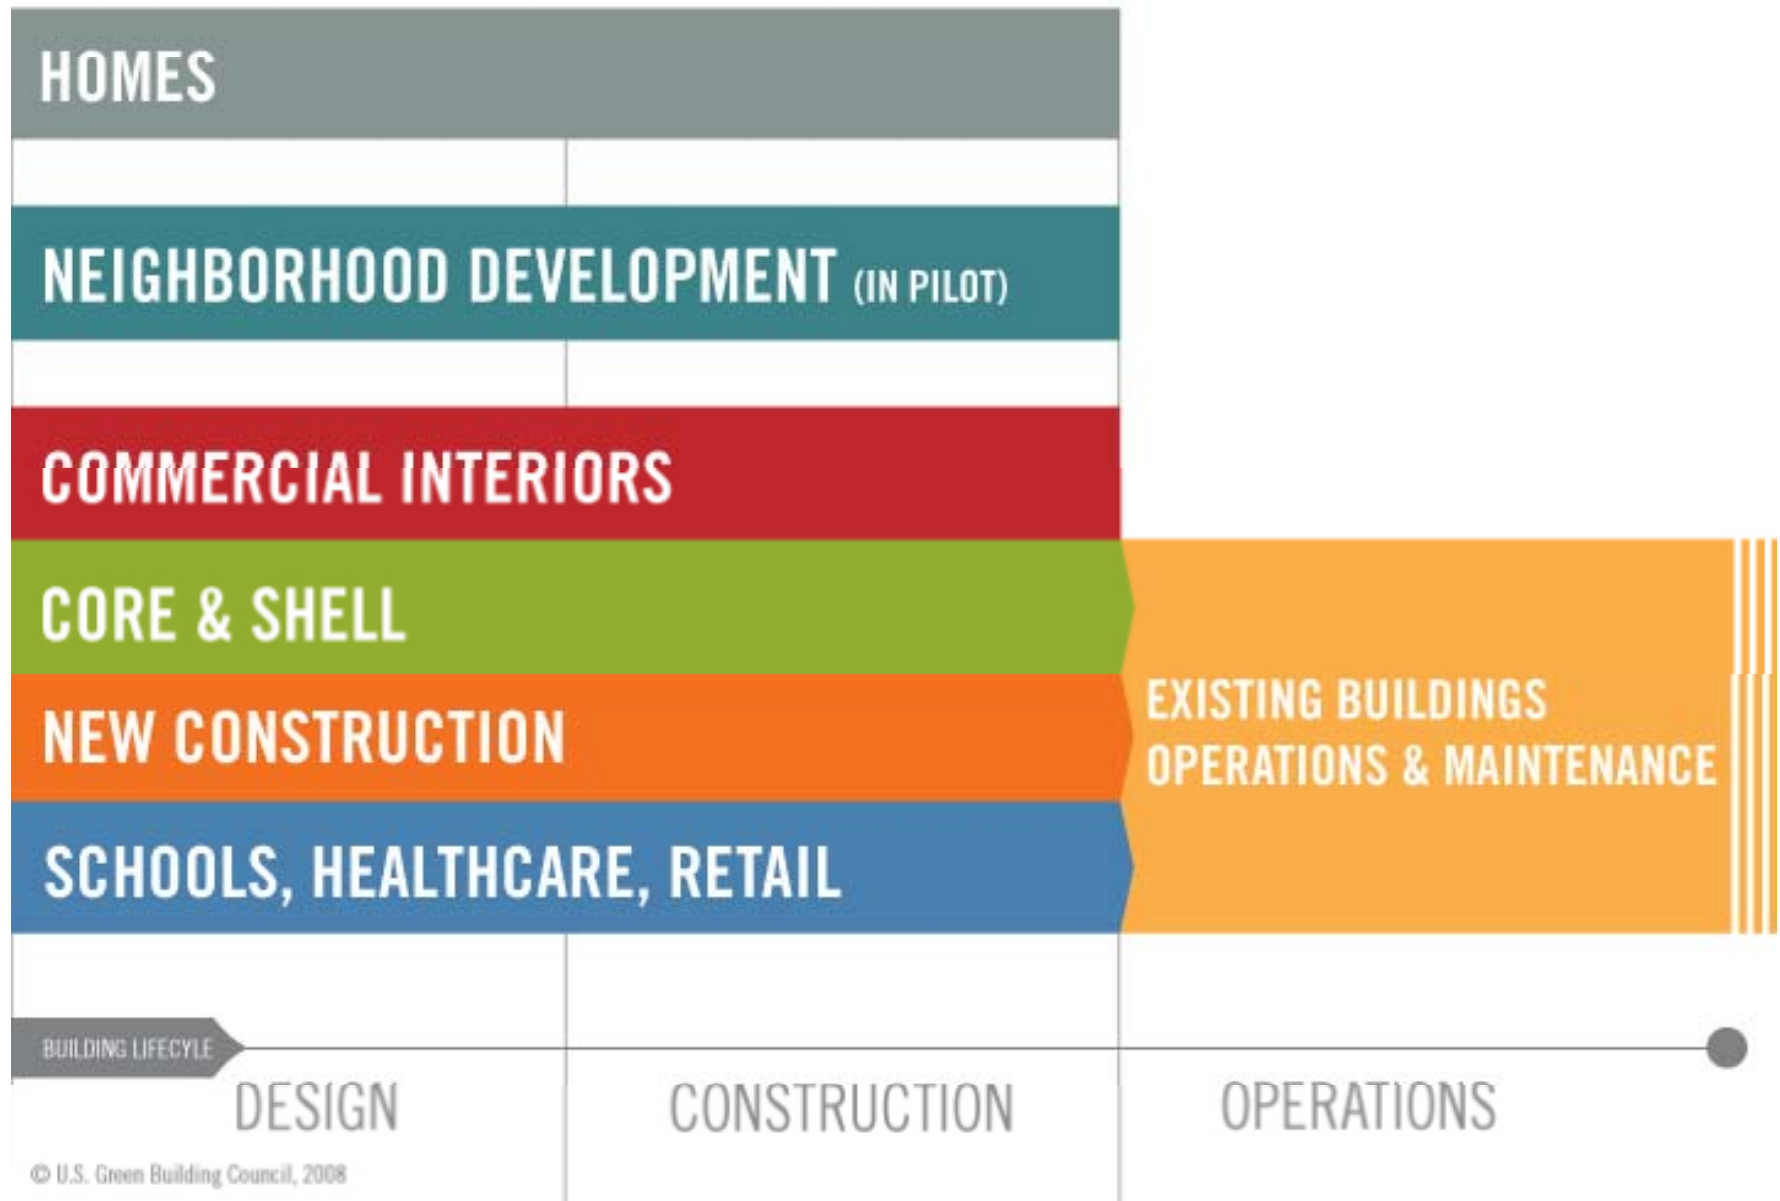 HOMES
NEIGHBORHOOD DEVELOPMENT (IN PILOT)
COMMERCIAL INTERIORS
CORE & SHELL
NEW CONSTRUCTION
SCHOOLS, HEALTHCARE, RETAIL
EXISTING BUILDINGS
OPERATIONS & MAINTENANCE
BUILDING LIFECYLE
DESIGN
CONSTRUCTION
OPERATIONS
© U.S. Green Building Council, 2008